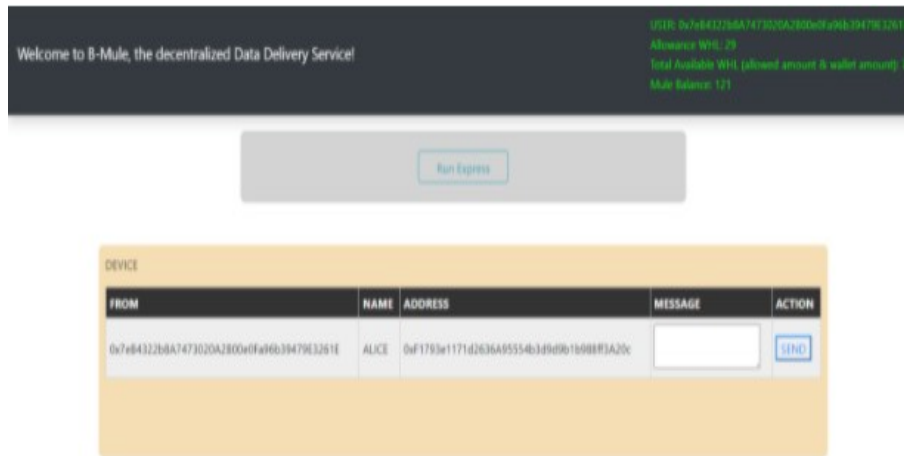 Welcome to B-Mule, the decentralized Data Delivery Service!
USER:
Allowance WHL: 29
Total Available WHL (allowed amount & wallet amount):
Mule Balance: 121
Run Express
DEVICE
FROM NAME ADDRESS MESSAGE ACTION
0x7e84322b8A7473020A2800e0Fa96b39479E3261E ALICE 0xF1793e1171d2636A95554b3d9d9b1b988ff3A20c SEND